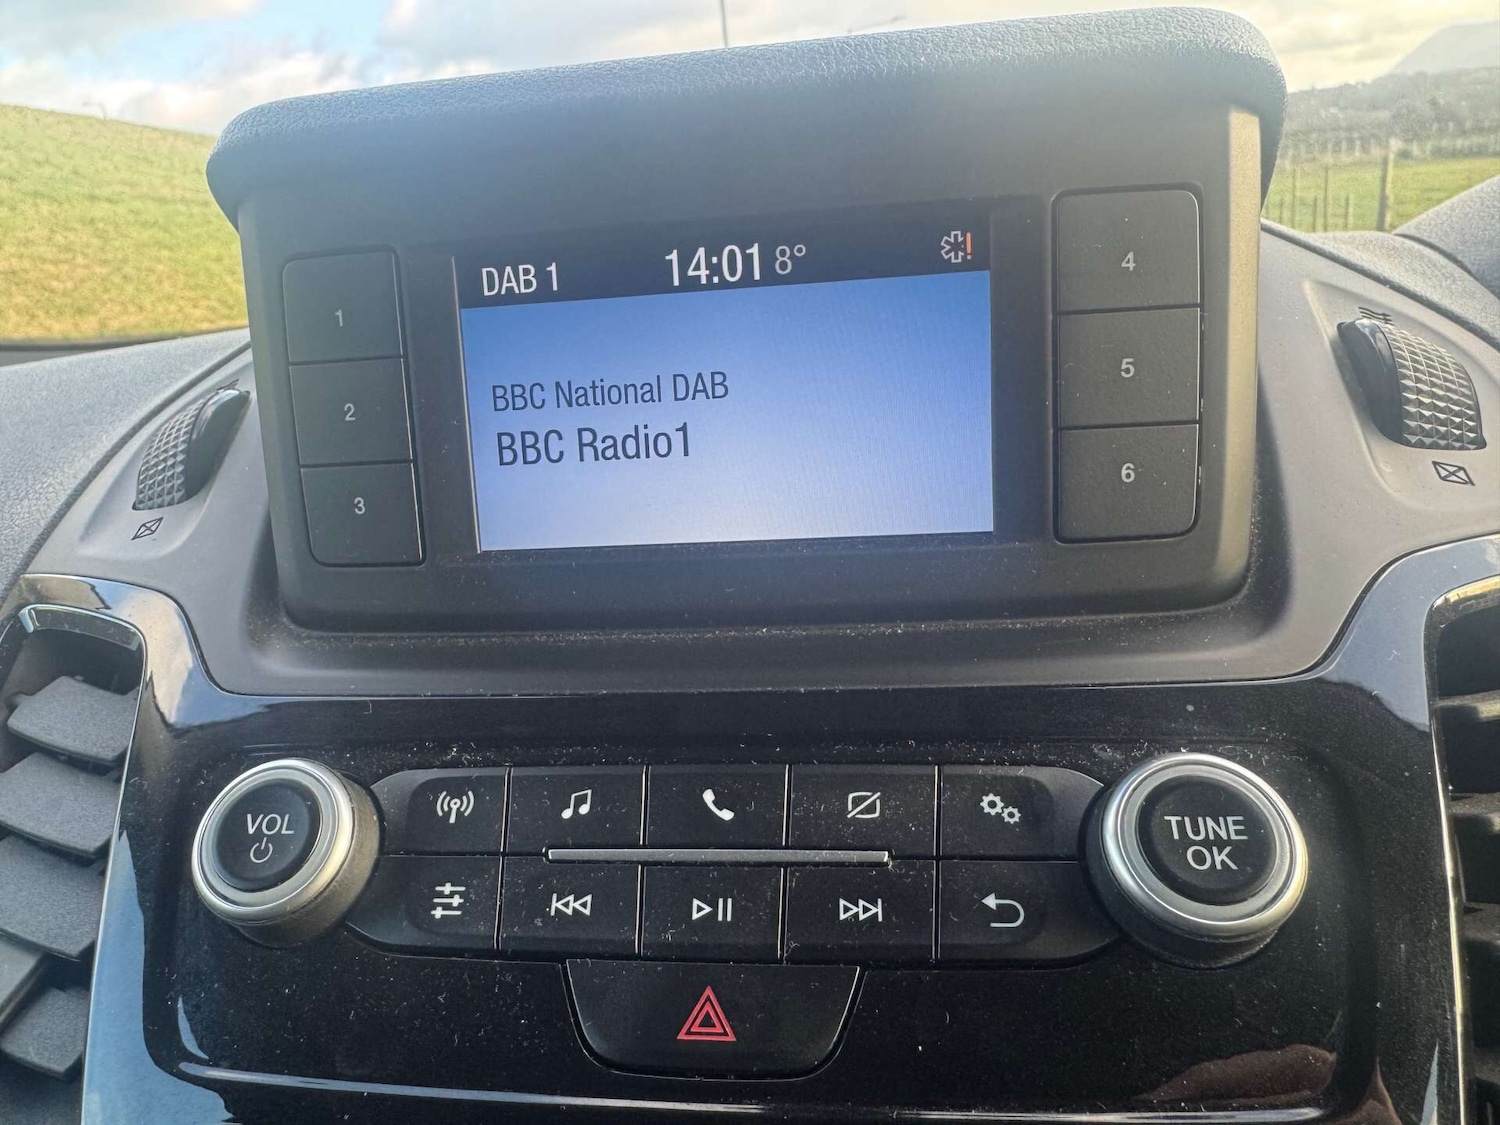 DAB 1 14:01 8°
BBC National DAB
BBC Radio1
1
2
3
4
5
6
VOL
TUNE
OK